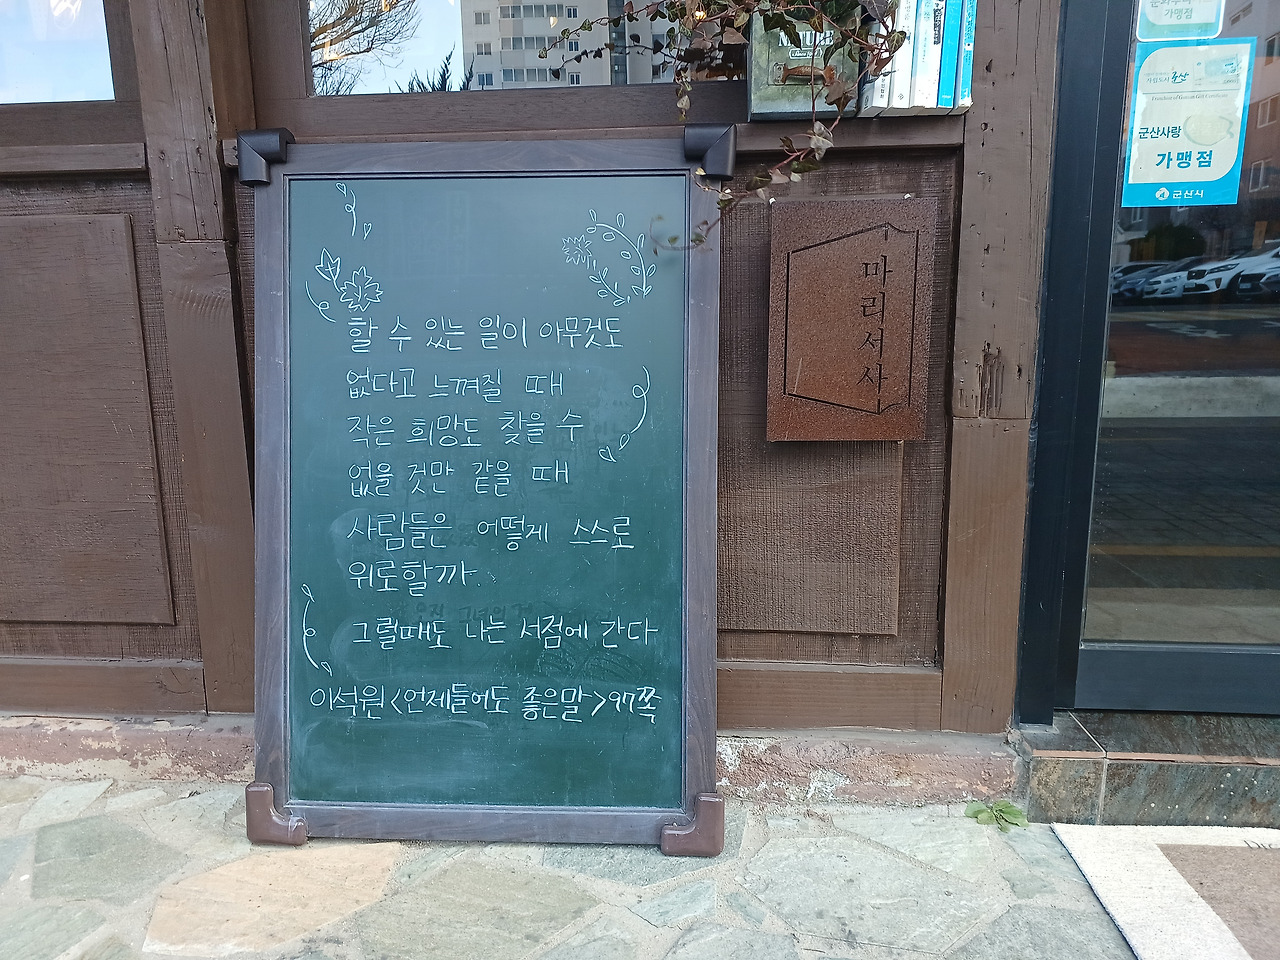 할 수 있는 일이 아무것도
없다고 느껴질 때
작은 희망도 찾을 수
없을 것만 같을 때
사람들은 어떻게 스스로
위로할까.
그럴때도 나는 서점에 간다
이석원 <언제들어도 좋은말> 97쪽
마리서사
가맹점
군산사랑
가맹점
군산시